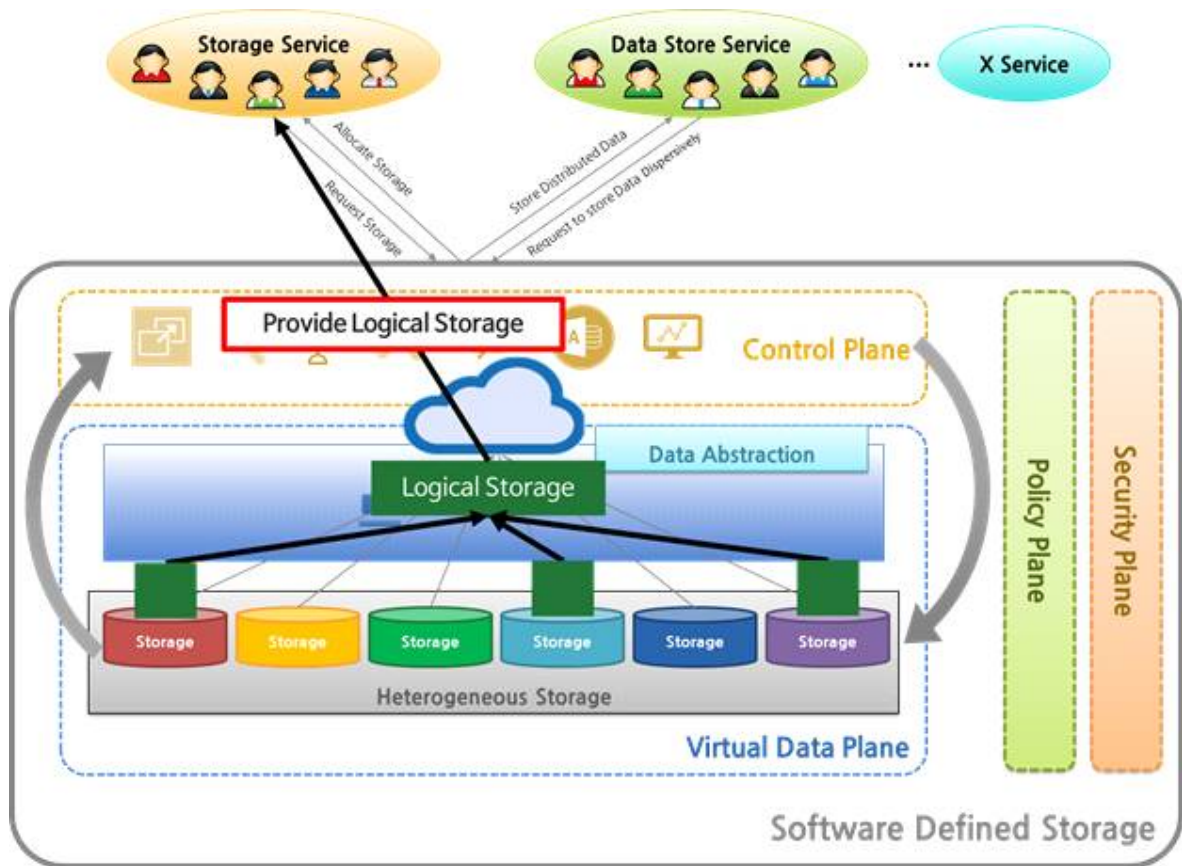 Storage Service
Data Store Service
...
X Service
Allocate Storage
Request Storage
Store Distributed Data
Request to store Data Dispersively
Provide Logical Storage
A
Control Plane
Data Abstraction
Logical Storage
Storage
Storage
Storage
Storage
Storage
Storage
Heterogeneous Storage
Virtual Data Plane
Policy Plane
Security Plane
Software Defined Storage